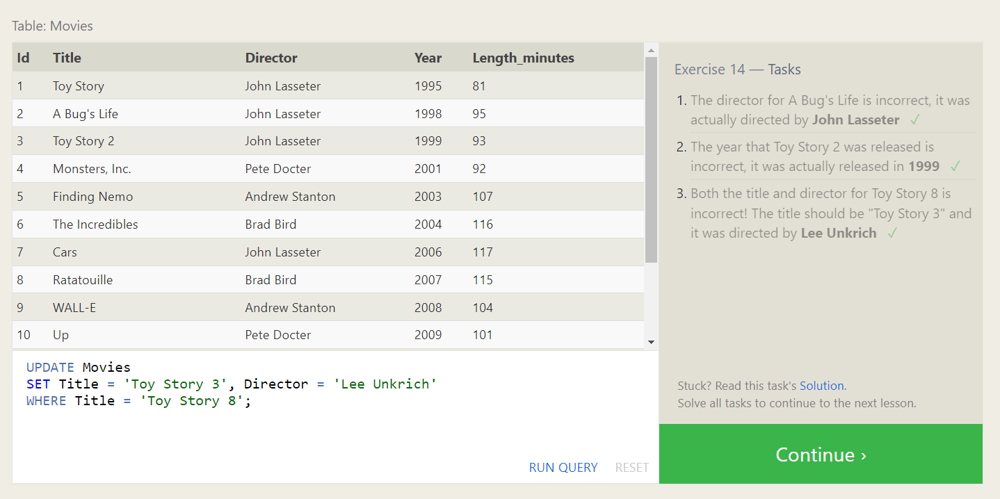 Table: Movies
Id Title Director Year Length_minutes
1 Toy Story John Lasseter 1995 81
2 A Bug's Life John Lasseter 1998 95
3 Toy Story 2 John Lasseter 1999 93
4 Monsters, Inc. Pete Docter 2001 92
5 Finding Nemo Andrew Stanton 2003 107
6 The Incredibles Brad Bird 2004 116
7 Cars John Lasseter 2006 117
8 Ratatouille Brad Bird 2007 115
9 WALL-E Andrew Stanton 2008 104
10 Up Pete Docter 2009 101
UPDATE Movies
SET Title = 'Toy Story 3', Director = 'Lee Unkrich'
WHERE Title = 'Toy Story 8';
RUN QUERY RESET
Exercise 14 — Tasks
1. The director for A Bug's Life is incorrect, it was
actually directed by John Lasseter ✓
2. The year that Toy Story 2 was released is
incorrect, it was actually released in 1999 ✓
3. Both the title and director for Toy Story 8 is
incorrect! The title should be "Toy Story 3" and
it was directed by Lee Unkrich ✓
Stuck? Read this task's Solution.
Solve all tasks to continue to the next lesson.
Continue ›